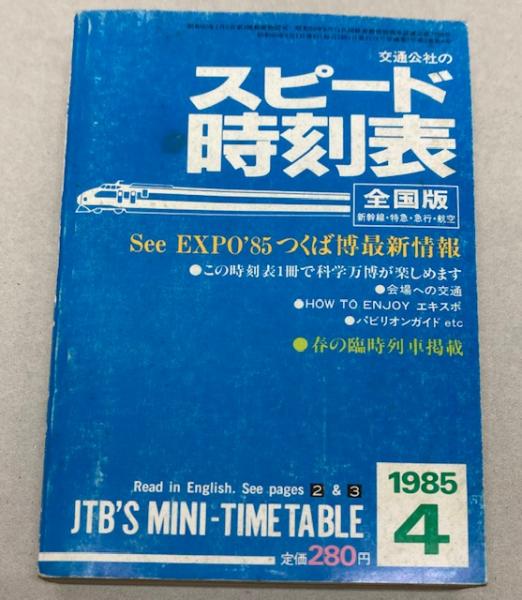 交通公社の
スピード
時刻表
全国版
新幹線・特急・急行・航空
See EXPO'85つくば博最新情報
●この時刻表1冊で科学万博が楽しめます
●会場への交通
●HOW TO ENJOY エキスポ
●パビリオンガイド etc
●春の臨時列車掲載
Read in English. See pages 2 & 3
JTB'S MINI-TIMETABLE
定価280円
1985
4